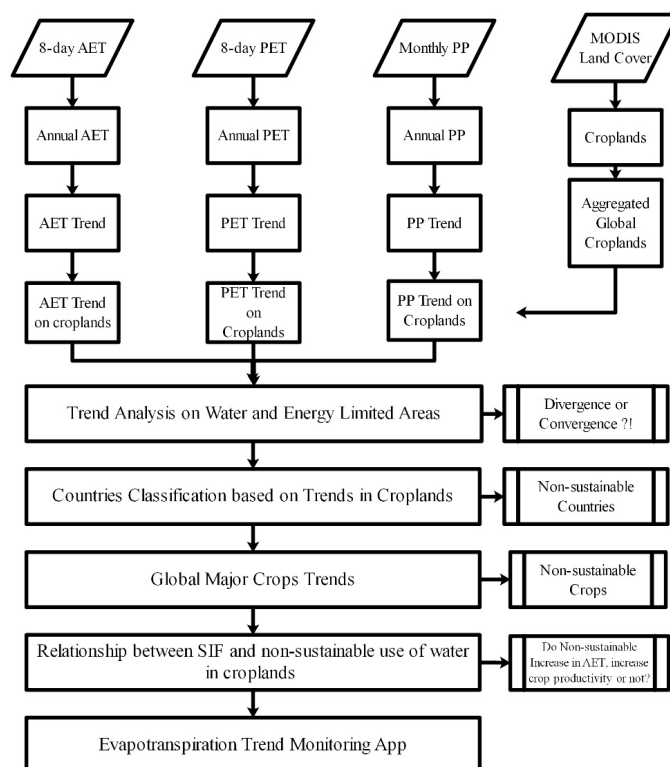 8-day AET
8-day PET
Monthly PP
MODIS
Land Cover
Annual AET
Annual PET
Annual PP
Croplands
AET Trend
PET Trend
PP Trend
Aggregated
Global
Croplands
AET Trend
on croplands
PET Trend
on
Croplands
PP Trend on
Croplands
Trend Analysis on Water and Energy Limited Areas
Divergence or
Convergence ?!
Countries Classification based on Trends in Croplands
Non-sustainable
Countries
Global Major Crops Trends
Non-sustainable
Crops
Relationship between SIF and non-sustainable use of water
in croplands
Do Non-sustainable
Increase in AET, increase
crop productivity or not?
Evapotranspiration Trend Monitoring App